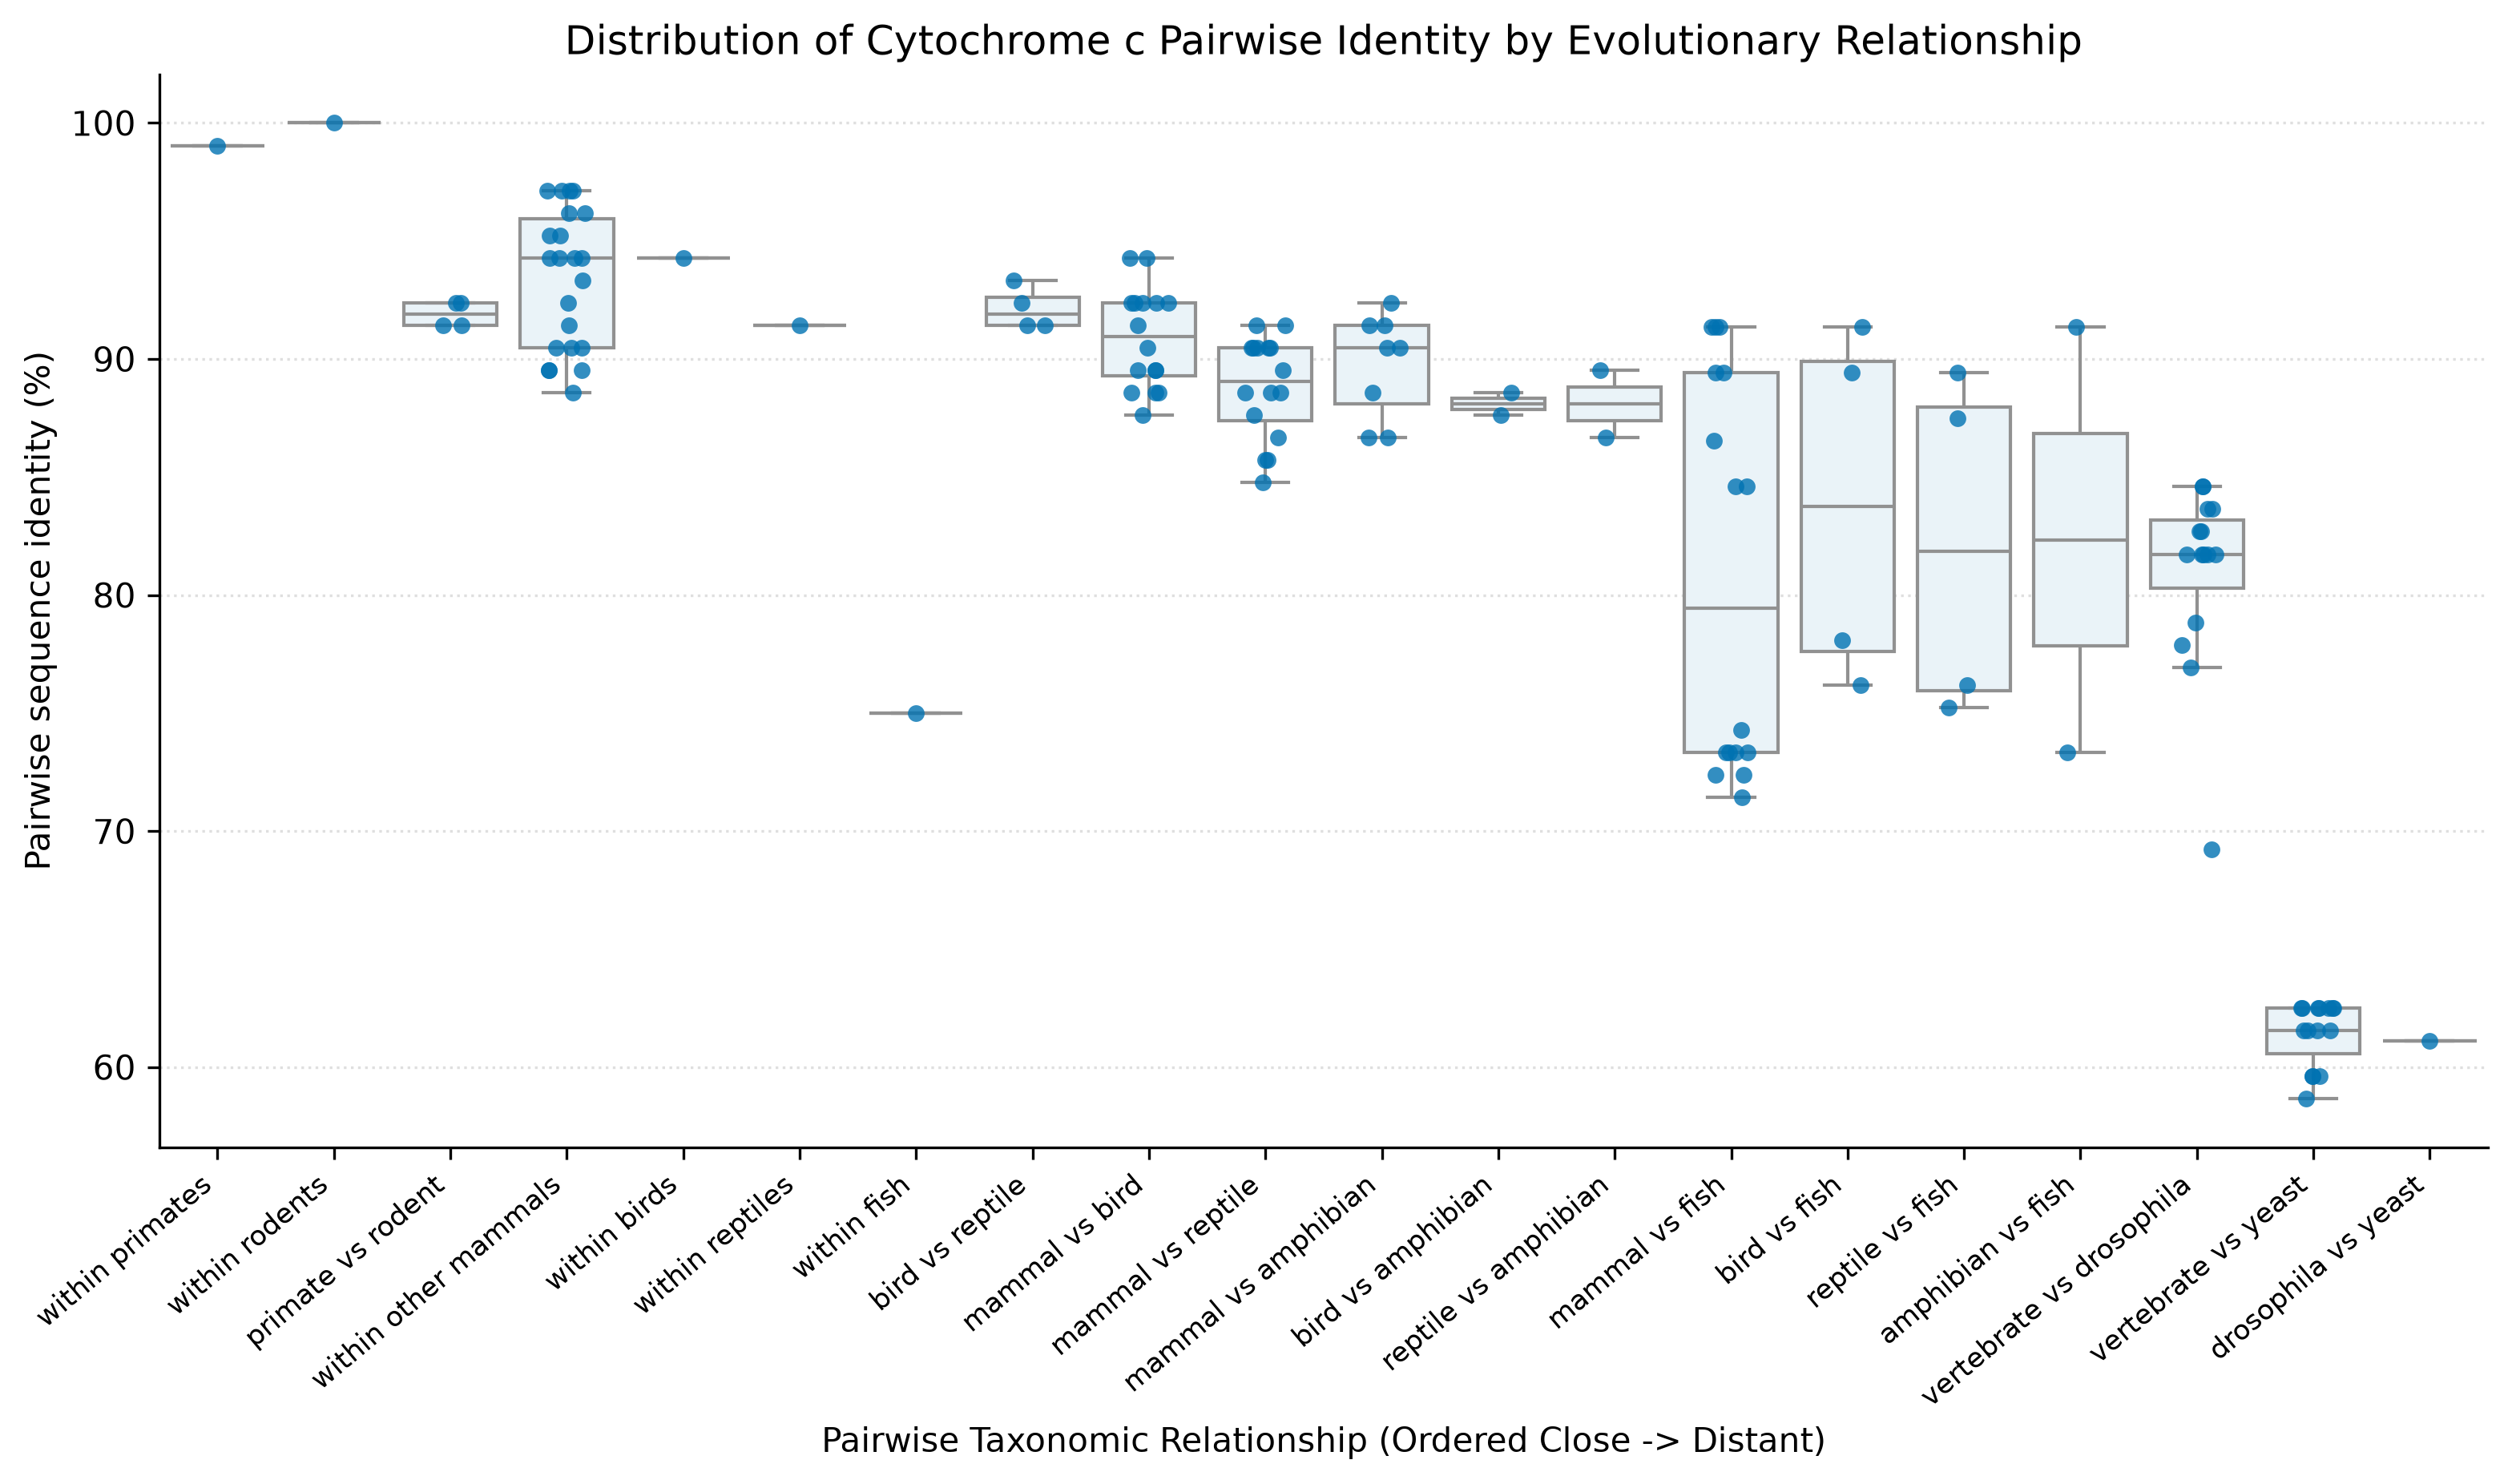 Distribution of Cytochrome c Pairwise Identity by Evolutionary Relationship
Pairwise sequence identity (%)
100
90
80
70
60
within primates
within rodents
primate vs rodent
within other mammals
within birds
within reptiles
within fish
bird vs reptile
mammal vs bird
mammal vs reptile
mammal vs amphibian
bird vs amphibian
reptile vs amphibian
mammal vs fish
bird vs fish
reptile vs fish
amphibian vs fish
vertebrate vs drosophila
vertebrate vs yeast
drosophila vs yeast
Pairwise Taxonomic Relationship (Ordered Close -> Distant)